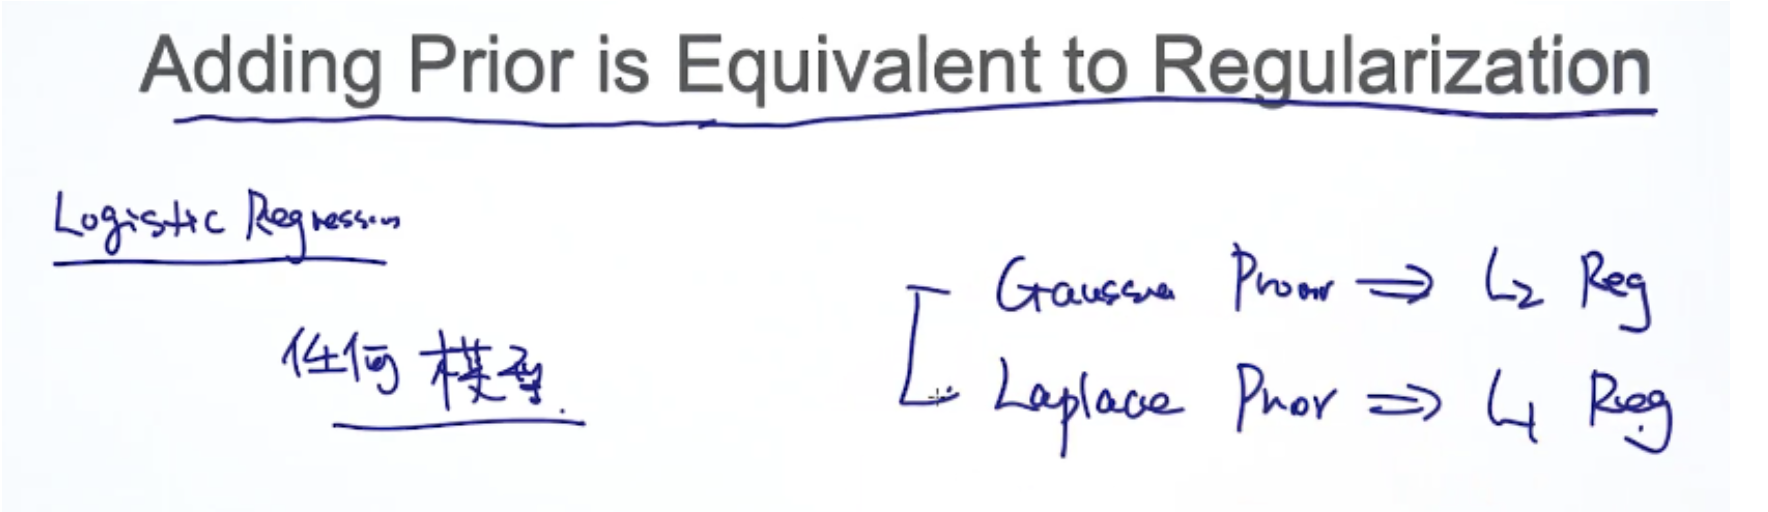 Adding Prior is Equivalent to Regularization
Logistic Regression
任何模型.
Gaussia Prior ⇒ L2 Reg
Laplace Prior ⇒ L1 Reg